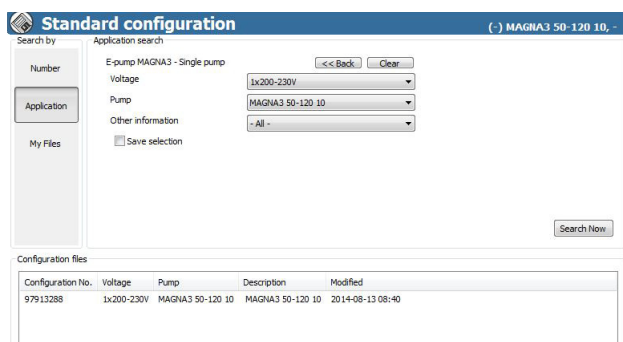 Standard configuration
(-) MAGNA3 50-120 10, -
Search by
Application search
Number
Application
My Files
E-pump MAGNA3 - Single pump
<< Back
Clear
Voltage
1x200-230V
Pump
MAGNA3 50-120 10
Other information
- All -
Save selection
Search Now
Configuration files
Configuration No. Voltage Pump Description Modified
97913288 1x200-230V MAGNA3 50-120 10 MAGNA3 50-120 10 2014-08-13 08:40